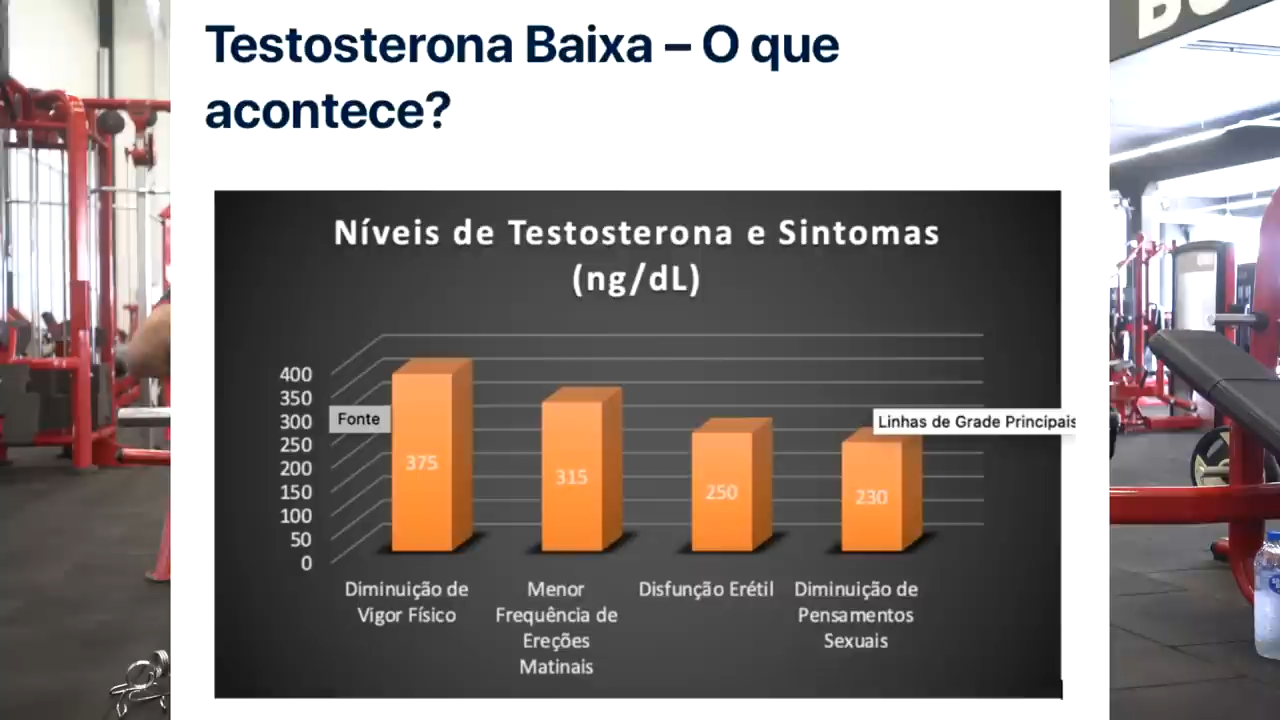 Testosterona Baixa – O que
acontece?
Níveis de Testosterona e Sintomas
(ng/dL)
400
350
300
250
200
150
100
50
0
Fonte
Linhas de Grade Principais
375
315
250
230
Diminuição de
Vigor Físico
Menor
Frequência de
Ereções
Matinais
Disfunção Erétil
Diminuição de
Pensamentos
Sexuais